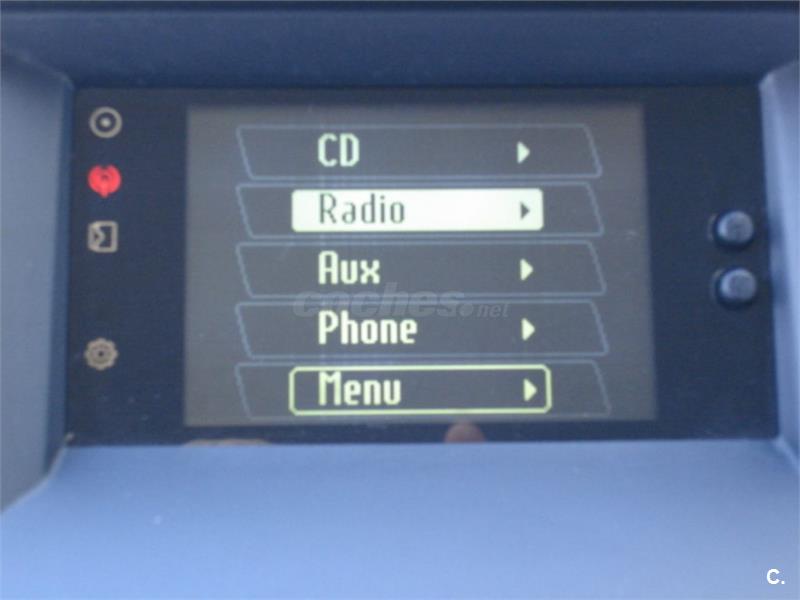 CD
Radio
Aux
coches.net
Phone
Menu
C.